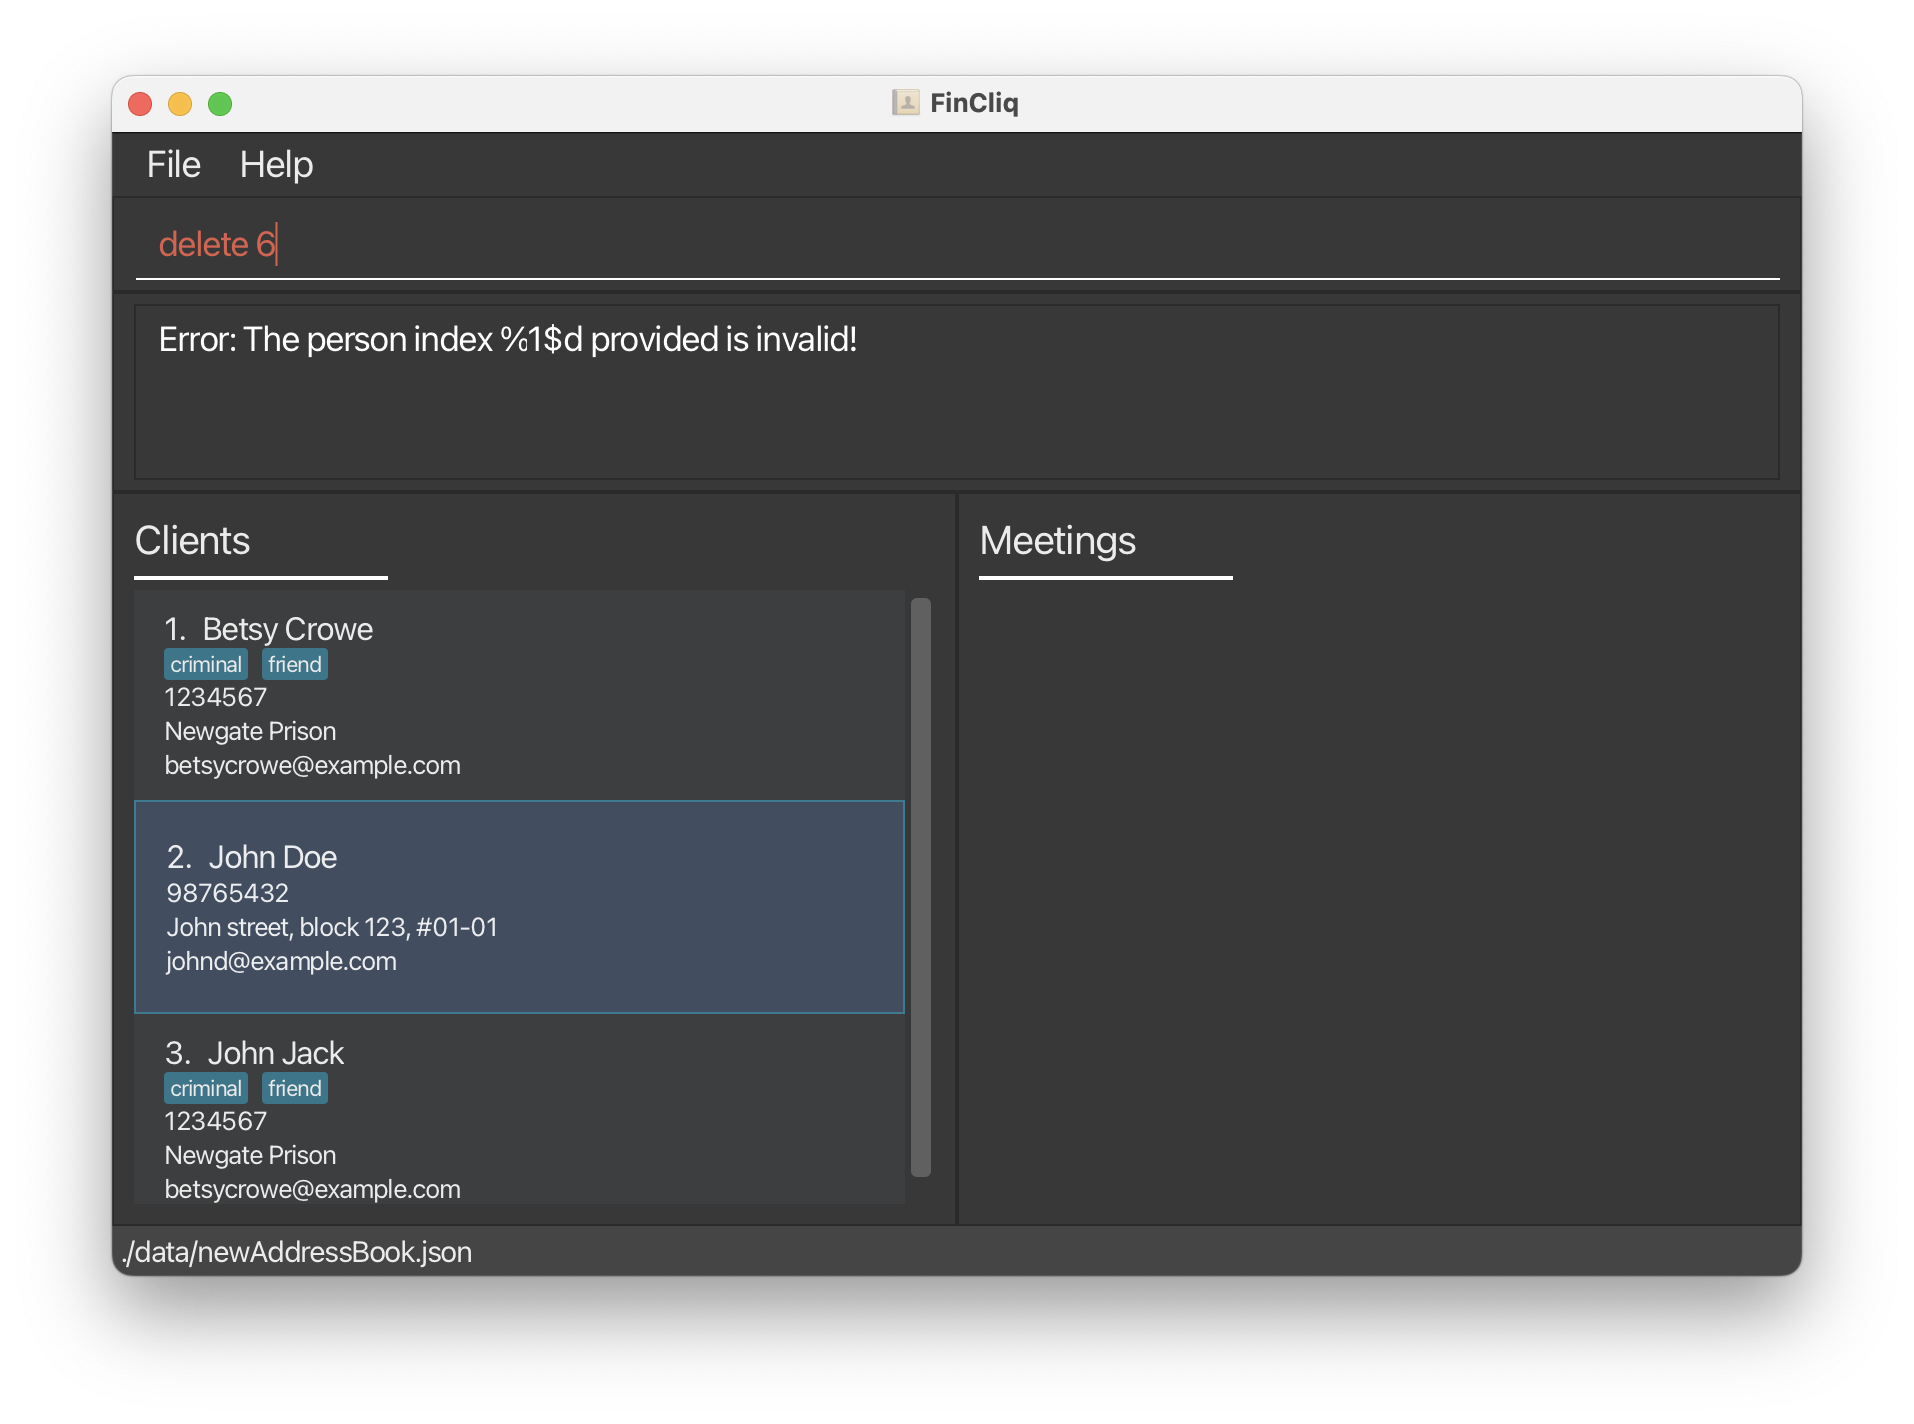 FinCliq
File Help
delete 6
Error: The person index %1$d provided is invalid!
Clients
1. Betsy Crowe
criminal friend
1234567
Newgate Prison
betsycrowe@example.com
2. John Doe
98765432
John street, block 123, #01-01
johnd@example.com
3. John Jack
criminal friend
1234567
Newgate Prison
betsycrowe@example.com
Meetings
./data/newAddressBook.json